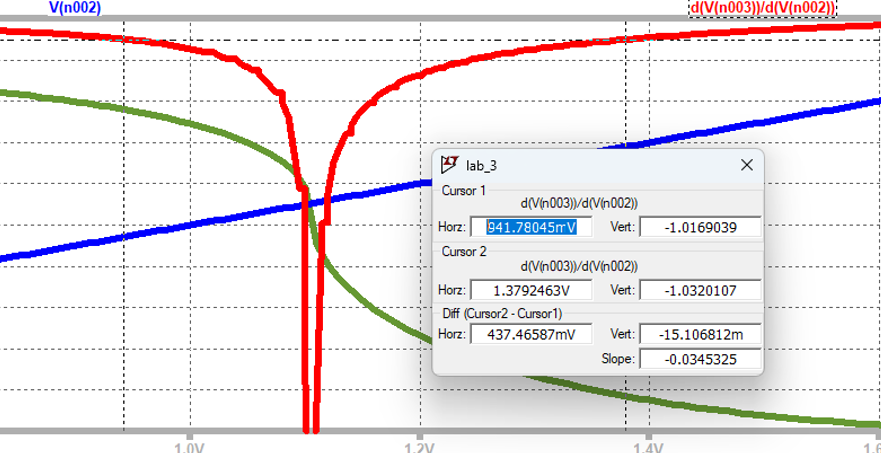 V(n002) d(V(n003))/d(V(n002))
lab_3
Cursor 1
d(V(n003))/d(V(n002))
Horz: 941.78045mV Vert: -1.0169039
Cursor 2
d(V(n003))/d(V(n002))
Horz: 1.3792463V Vert: -1.0320107
Diff (Cursor2 - Cursor1)
Horz: 437.46587mV Vert: -15.106812m
Slope: -0.0345325
1.0V 1.2V 1.4V